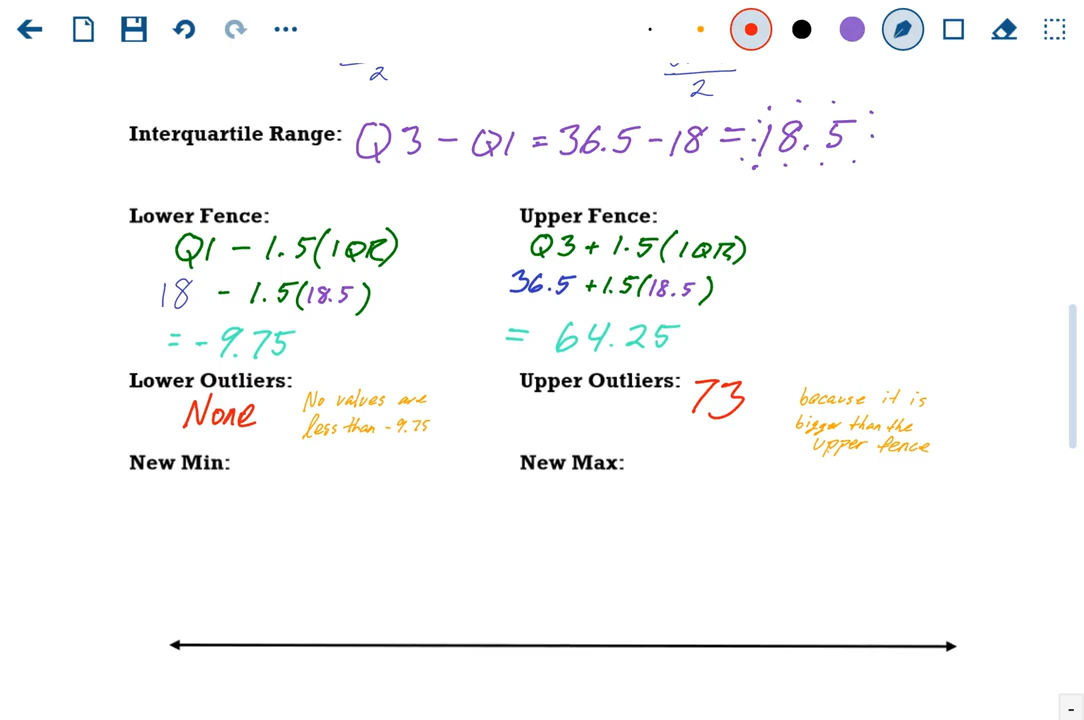 2 2
Interquartile Range: Q3 - Q1 = 36.5 - 18 = 18.5
Lower Fence: Upper Fence:
Q1 - 1.5(IQR) Q3 + 1.5(IQR)
18 - 1.5(18.5) 36.5 + 1.5(18.5)
= -9.75 = 64.25
Lower Outliers: Upper Outliers: 73
None
No values are
less than -9.75
because it is
bigger than the
upper fence
New Min: New Max: